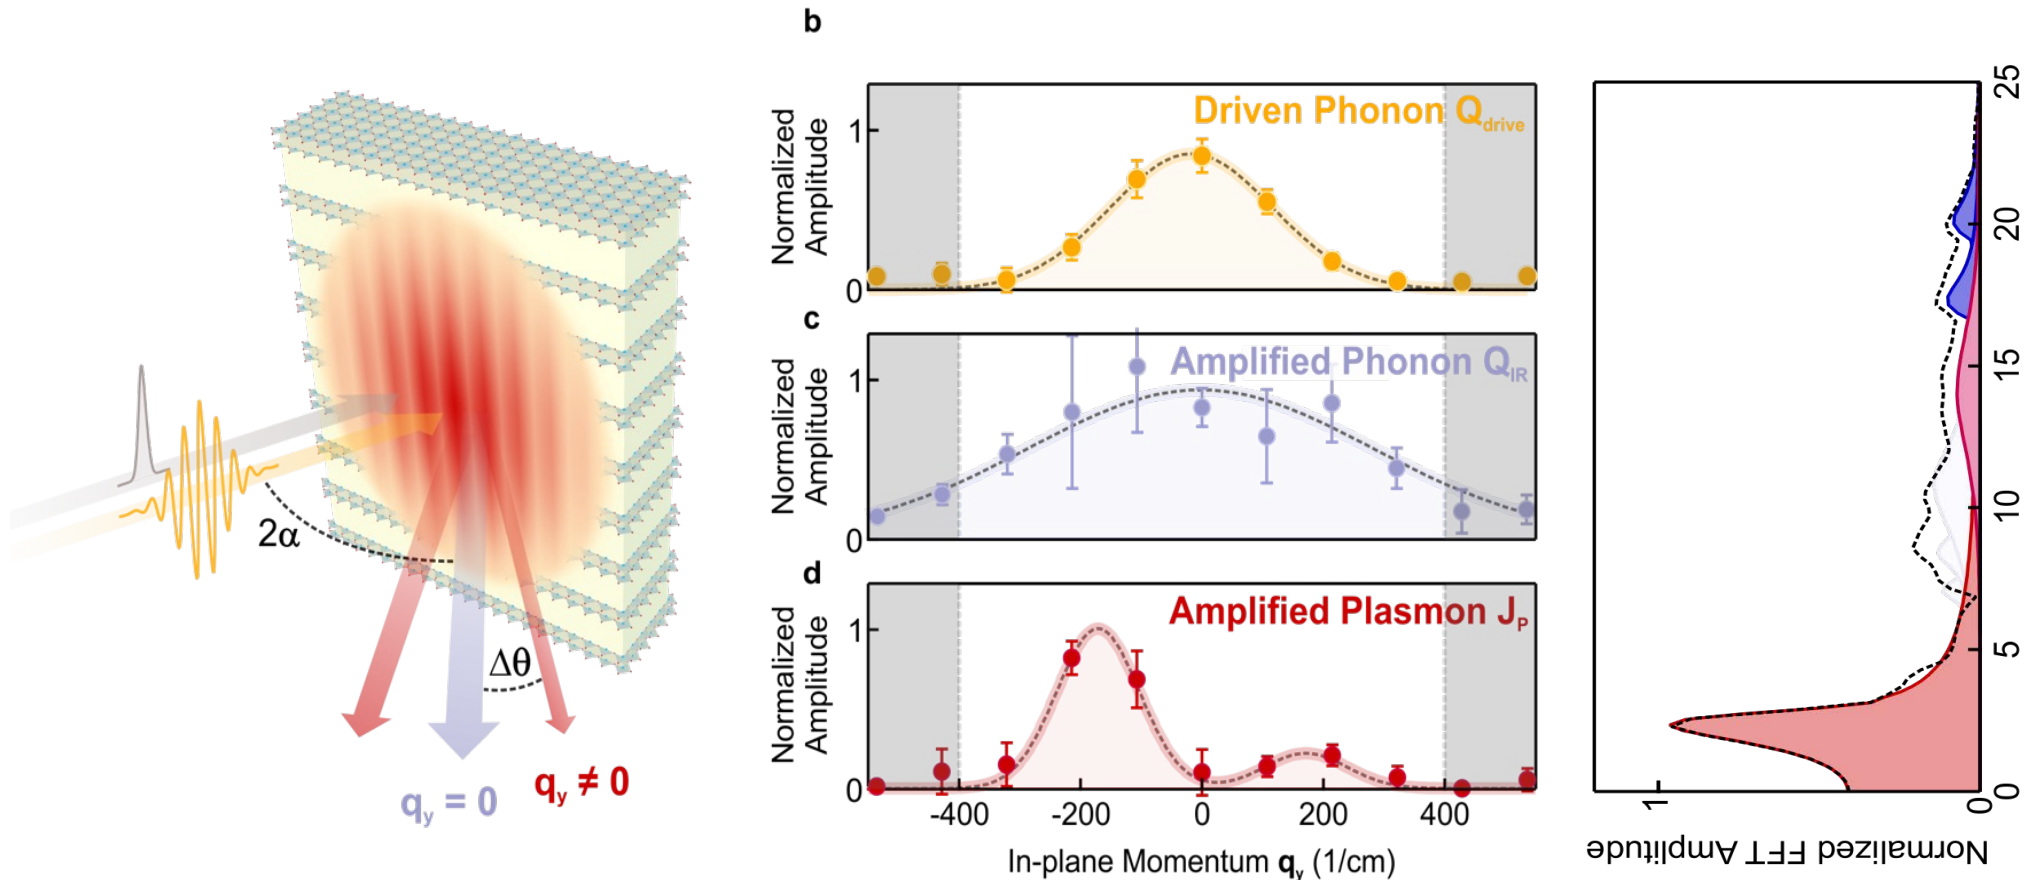 2α
Δθ
q_y = 0
q_y ≠ 0
b
Normalized
Amplitude
1
0
Driven Phonon Q_drive
c
Normalized
Amplitude
1
0
Amplified Phonon Q_IR
d
Normalized
Amplitude
1
0
Amplified Plasmon J_P
-400 -200 0 200 400
In-plane Momentum q_y (1/cm)
25
20
15
10
5
0
1 0
Normalized FFT Amplitude